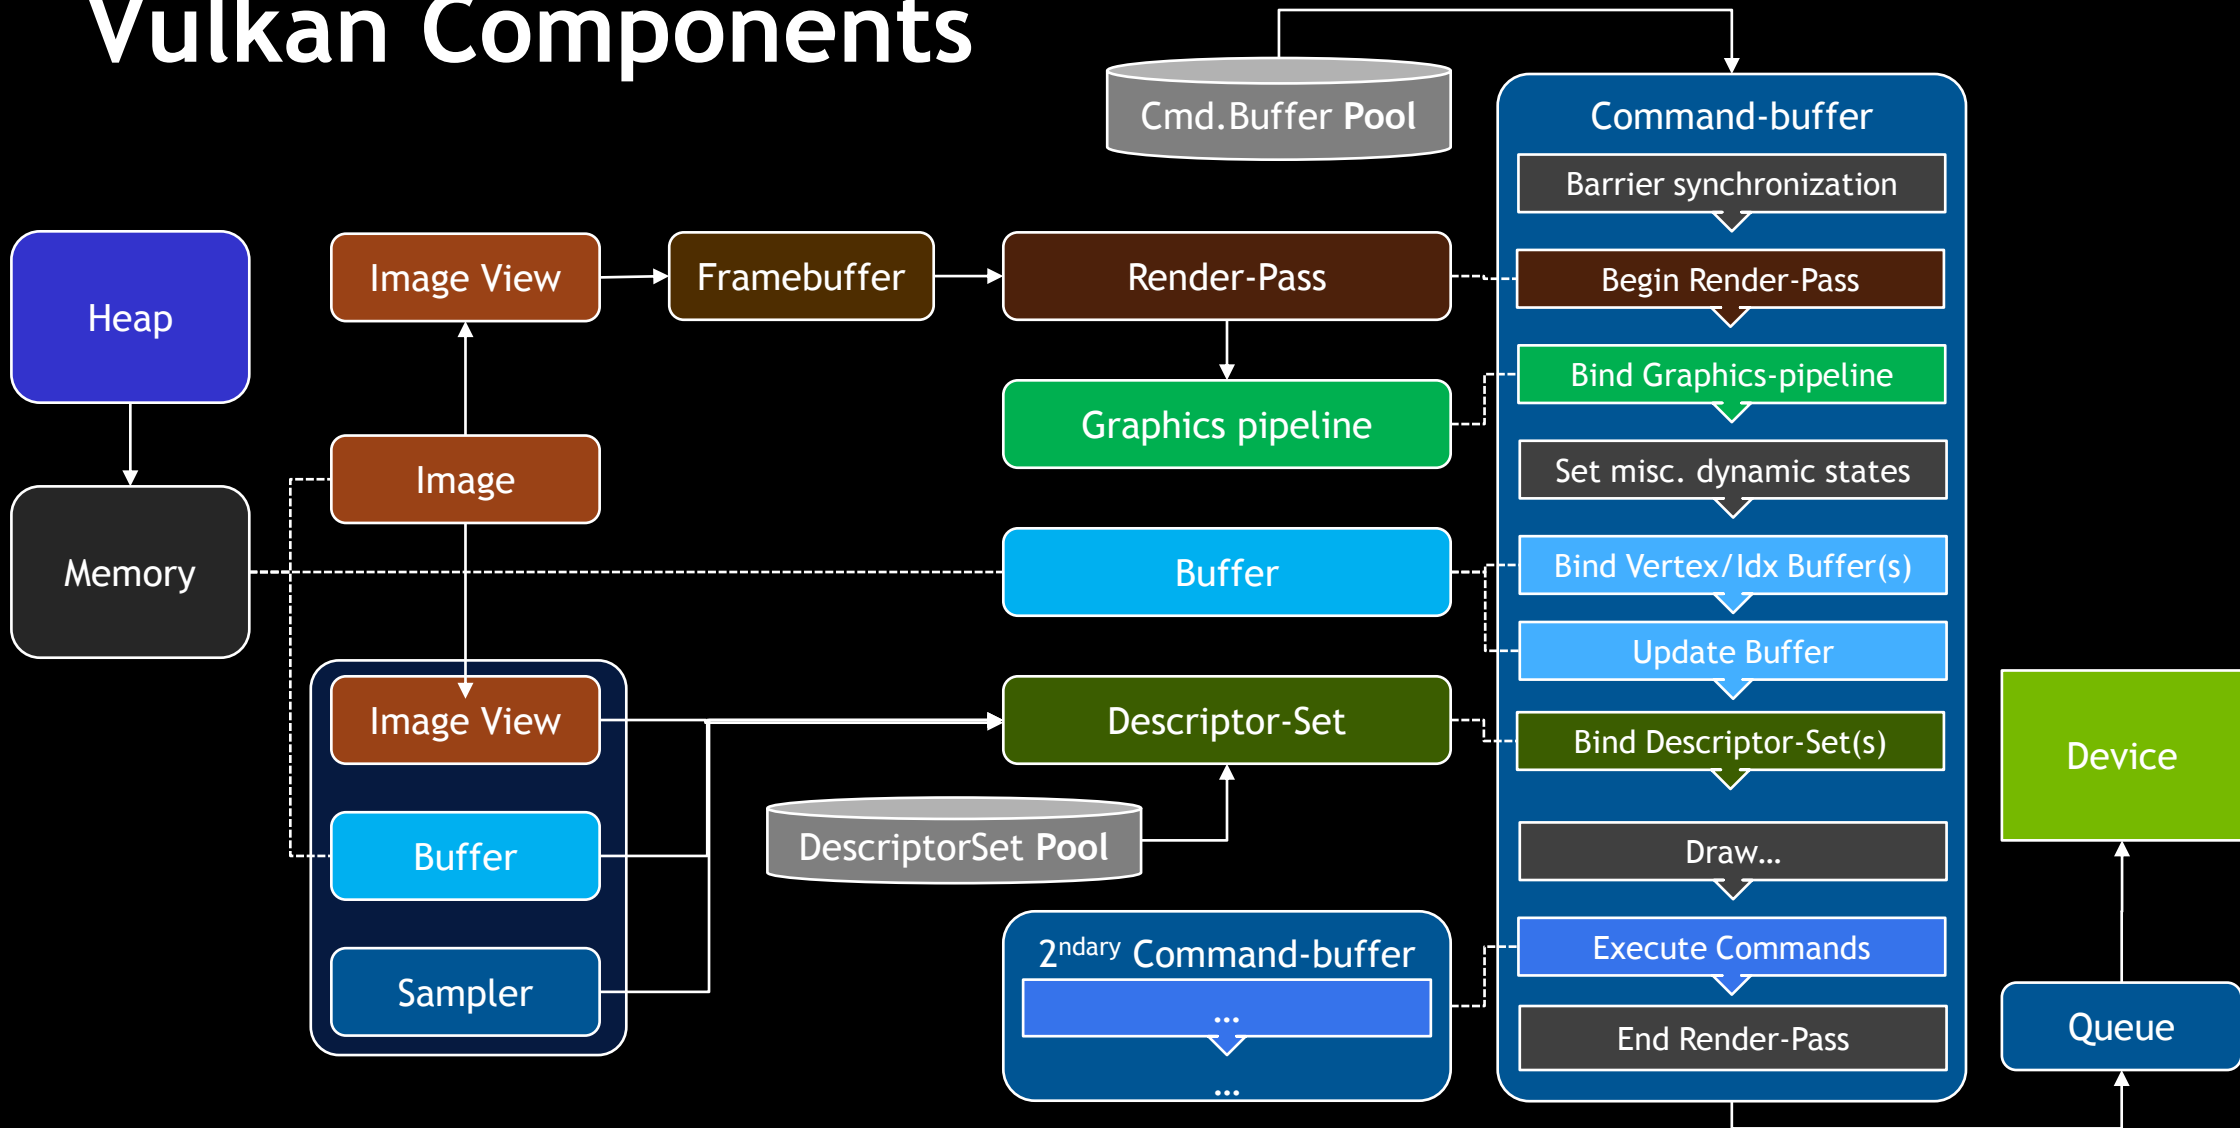 Vulkan Components
Cmd.Buffer Pool
Command-buffer
Barrier synchronization
Begin Render-Pass
Bind Graphics-pipeline
Set misc. dynamic states
Bind Vertex/Idx Buffer(s)
Update Buffer
Bind Descriptor-Set(s)
Draw…
Execute Commands
End Render-Pass
Heap
Memory
Image View
Framebuffer
Render-Pass
Graphics pipeline
Image
Buffer
Image View
Buffer
Sampler
Descriptor-Set
DescriptorSet Pool
2ndary Command-buffer
…
…
Device
Queue